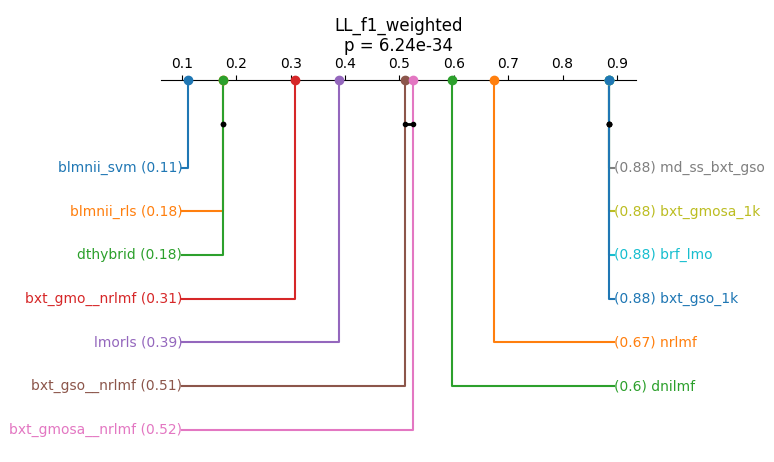 LL_f1_weighted
p = 6.24e-34
0.1 0.2 0.3 0.4 0.5 0.6 0.7 0.8 0.9
blmnii_svm (0.11) (0.88) md_ss_bxt_gso
blmnii_rls (0.18) (0.88) bxt_gmosa_1k
dthybrid (0.18) (0.88) brf_lmo
bxt_gmo__nrlmf (0.31) (0.88) bxt_gso_1k
lmorls (0.39) (0.67) nrlmf
bxt_gso__nrlmf (0.51) (0.6) dnilmf
bxt_gmosa__nrlmf (0.52)